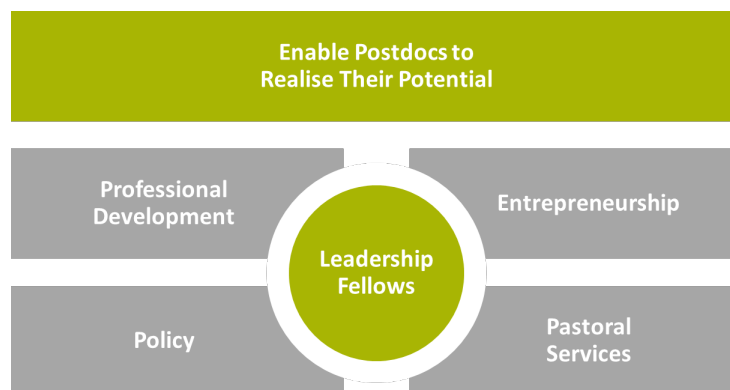 Enable Postdocs to
Realise Their Potential
Professional
Development
Entrepreneurship
Leadership
Fellows
Policy
Pastoral
Services